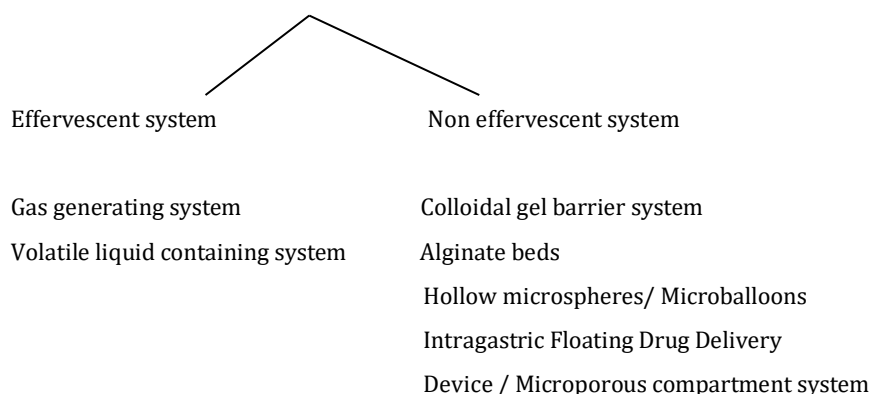 Effervescent system Non effervescent system
Gas generating system Colloidal gel barrier system
Volatile liquid containing system Alginate beds
Hollow microspheres/ Microballoons
Intragastric Floating Drug Delivery
Device / Microporous compartment system